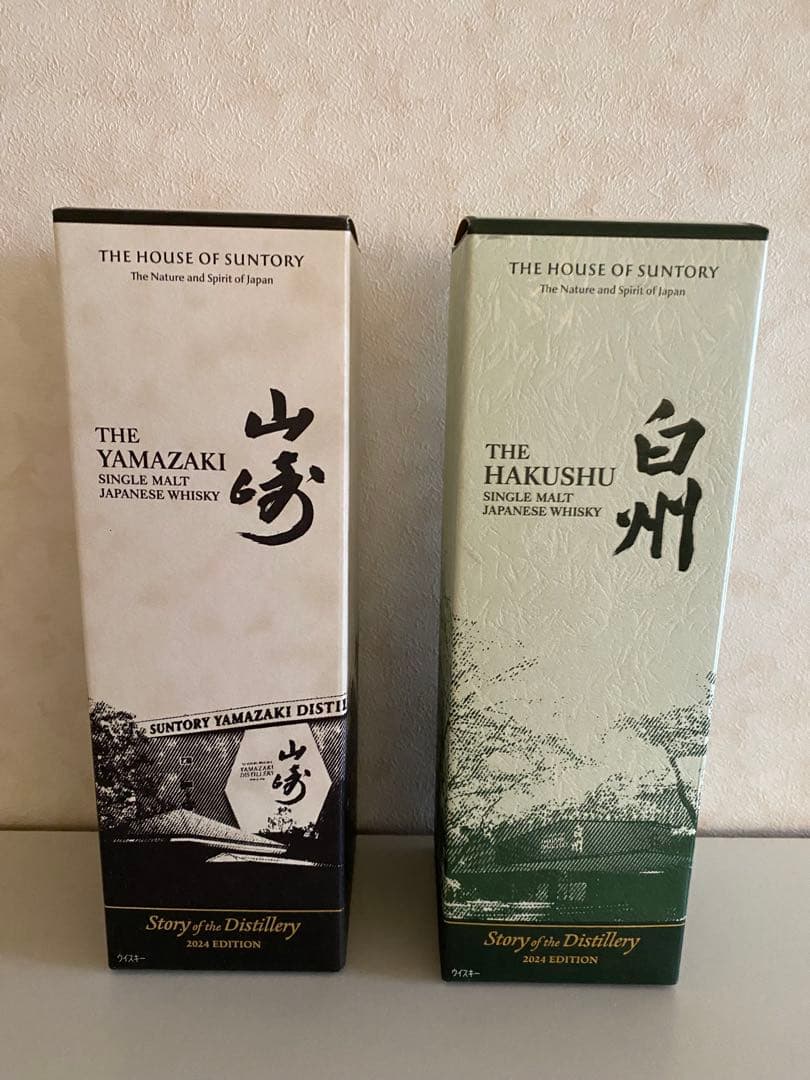 THE HOUSE OF SUNTORY
The Nature and Spirit of Japan
THE
YAMAZAKI
SINGLE MALT
JAPANESE WHISKY
山崎
SUNTORY YAMAZAKI DISTIL
YAMAZAKI
DISTILLERY
山崎
Story of the Distillery
2024 EDITION
ウイスキー
THE HOUSE OF SUNTORY
The Nature and Spirit of Japan
THE
HAKUSHU
SINGLE MALT
JAPANESE WHISKY
白州
Story of the Distillery
2024 EDITION
ウイスキー